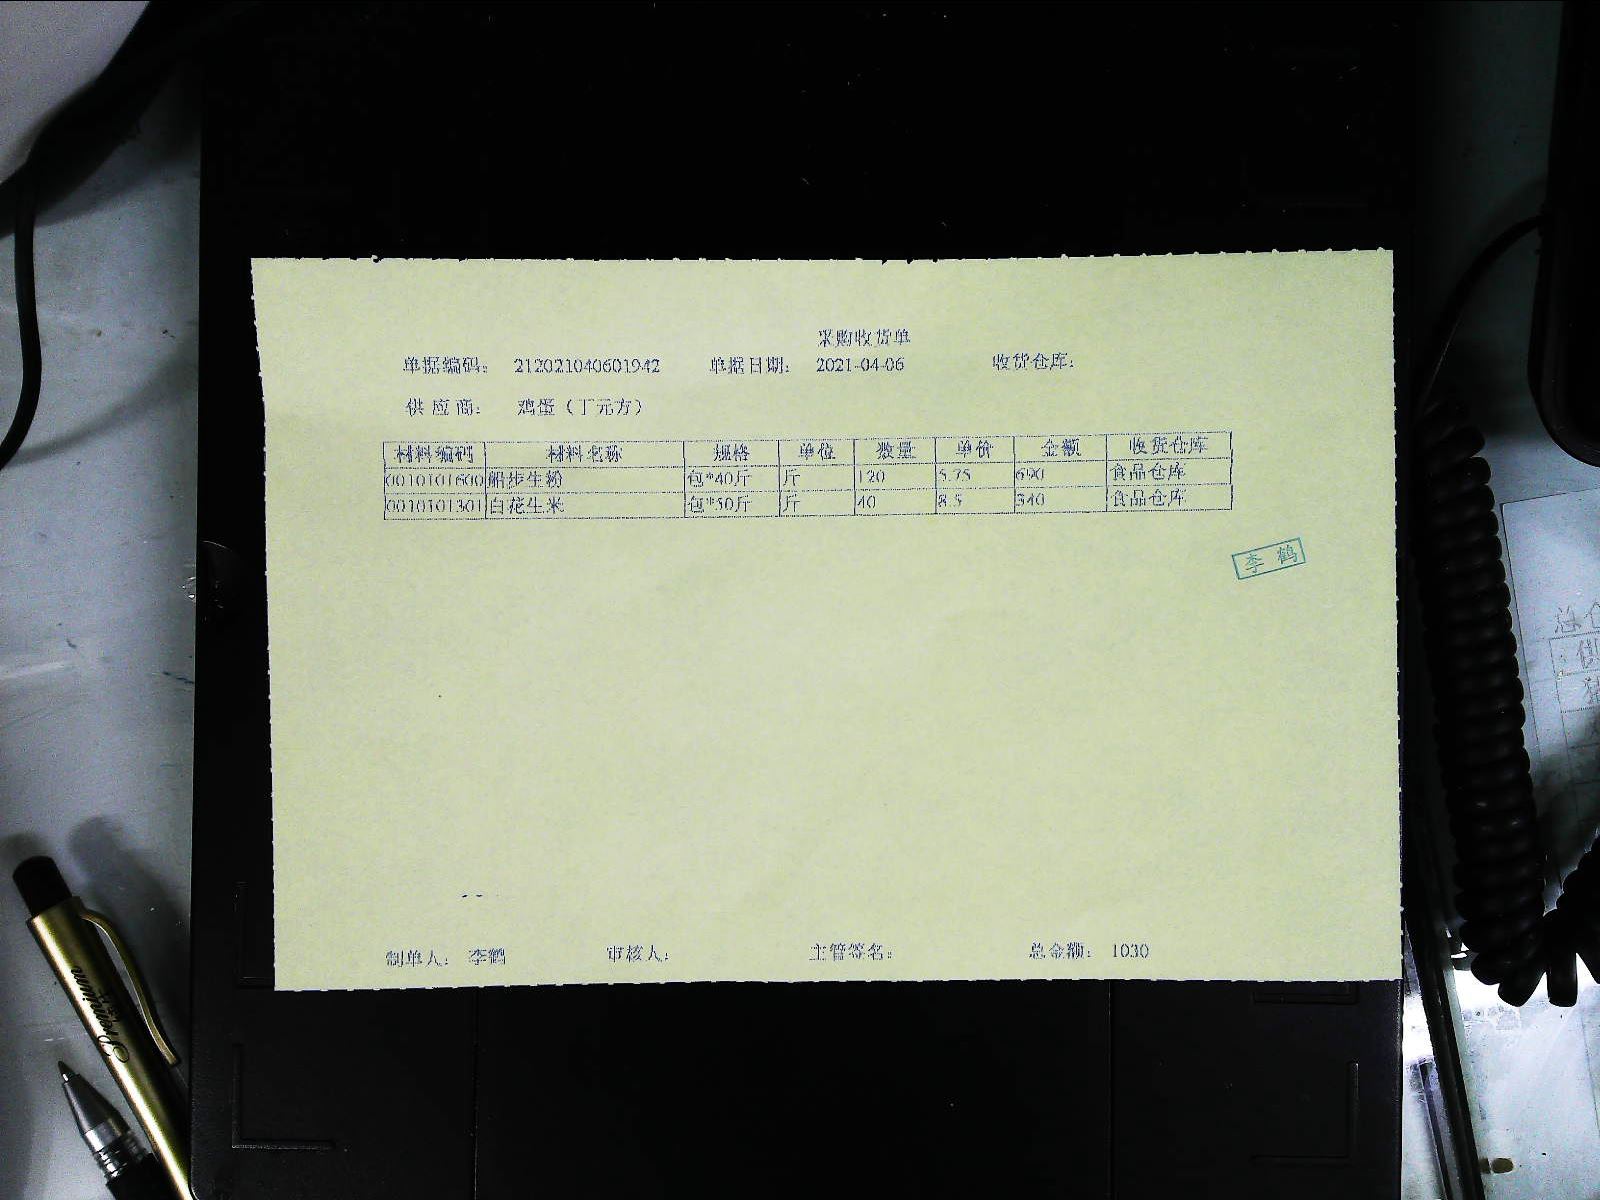 采购收货单
单据编码： 212021040601942 单据日期： 2021-04-06 收货仓库：
供 应 商： 鸡蛋（丁元方）
材料编码 材料名称 规格 单位 数量 单价 金额 收货仓库
0010101600 船步生粉 包*40斤 斤 120 5.75 690 食品仓库
0010101301 白花生米 包*50斤 斤 40 8.5 340 食品仓库
李鹤
制单人： 李鹤 审核人： 主管签名： 总金额： 1030
Premium